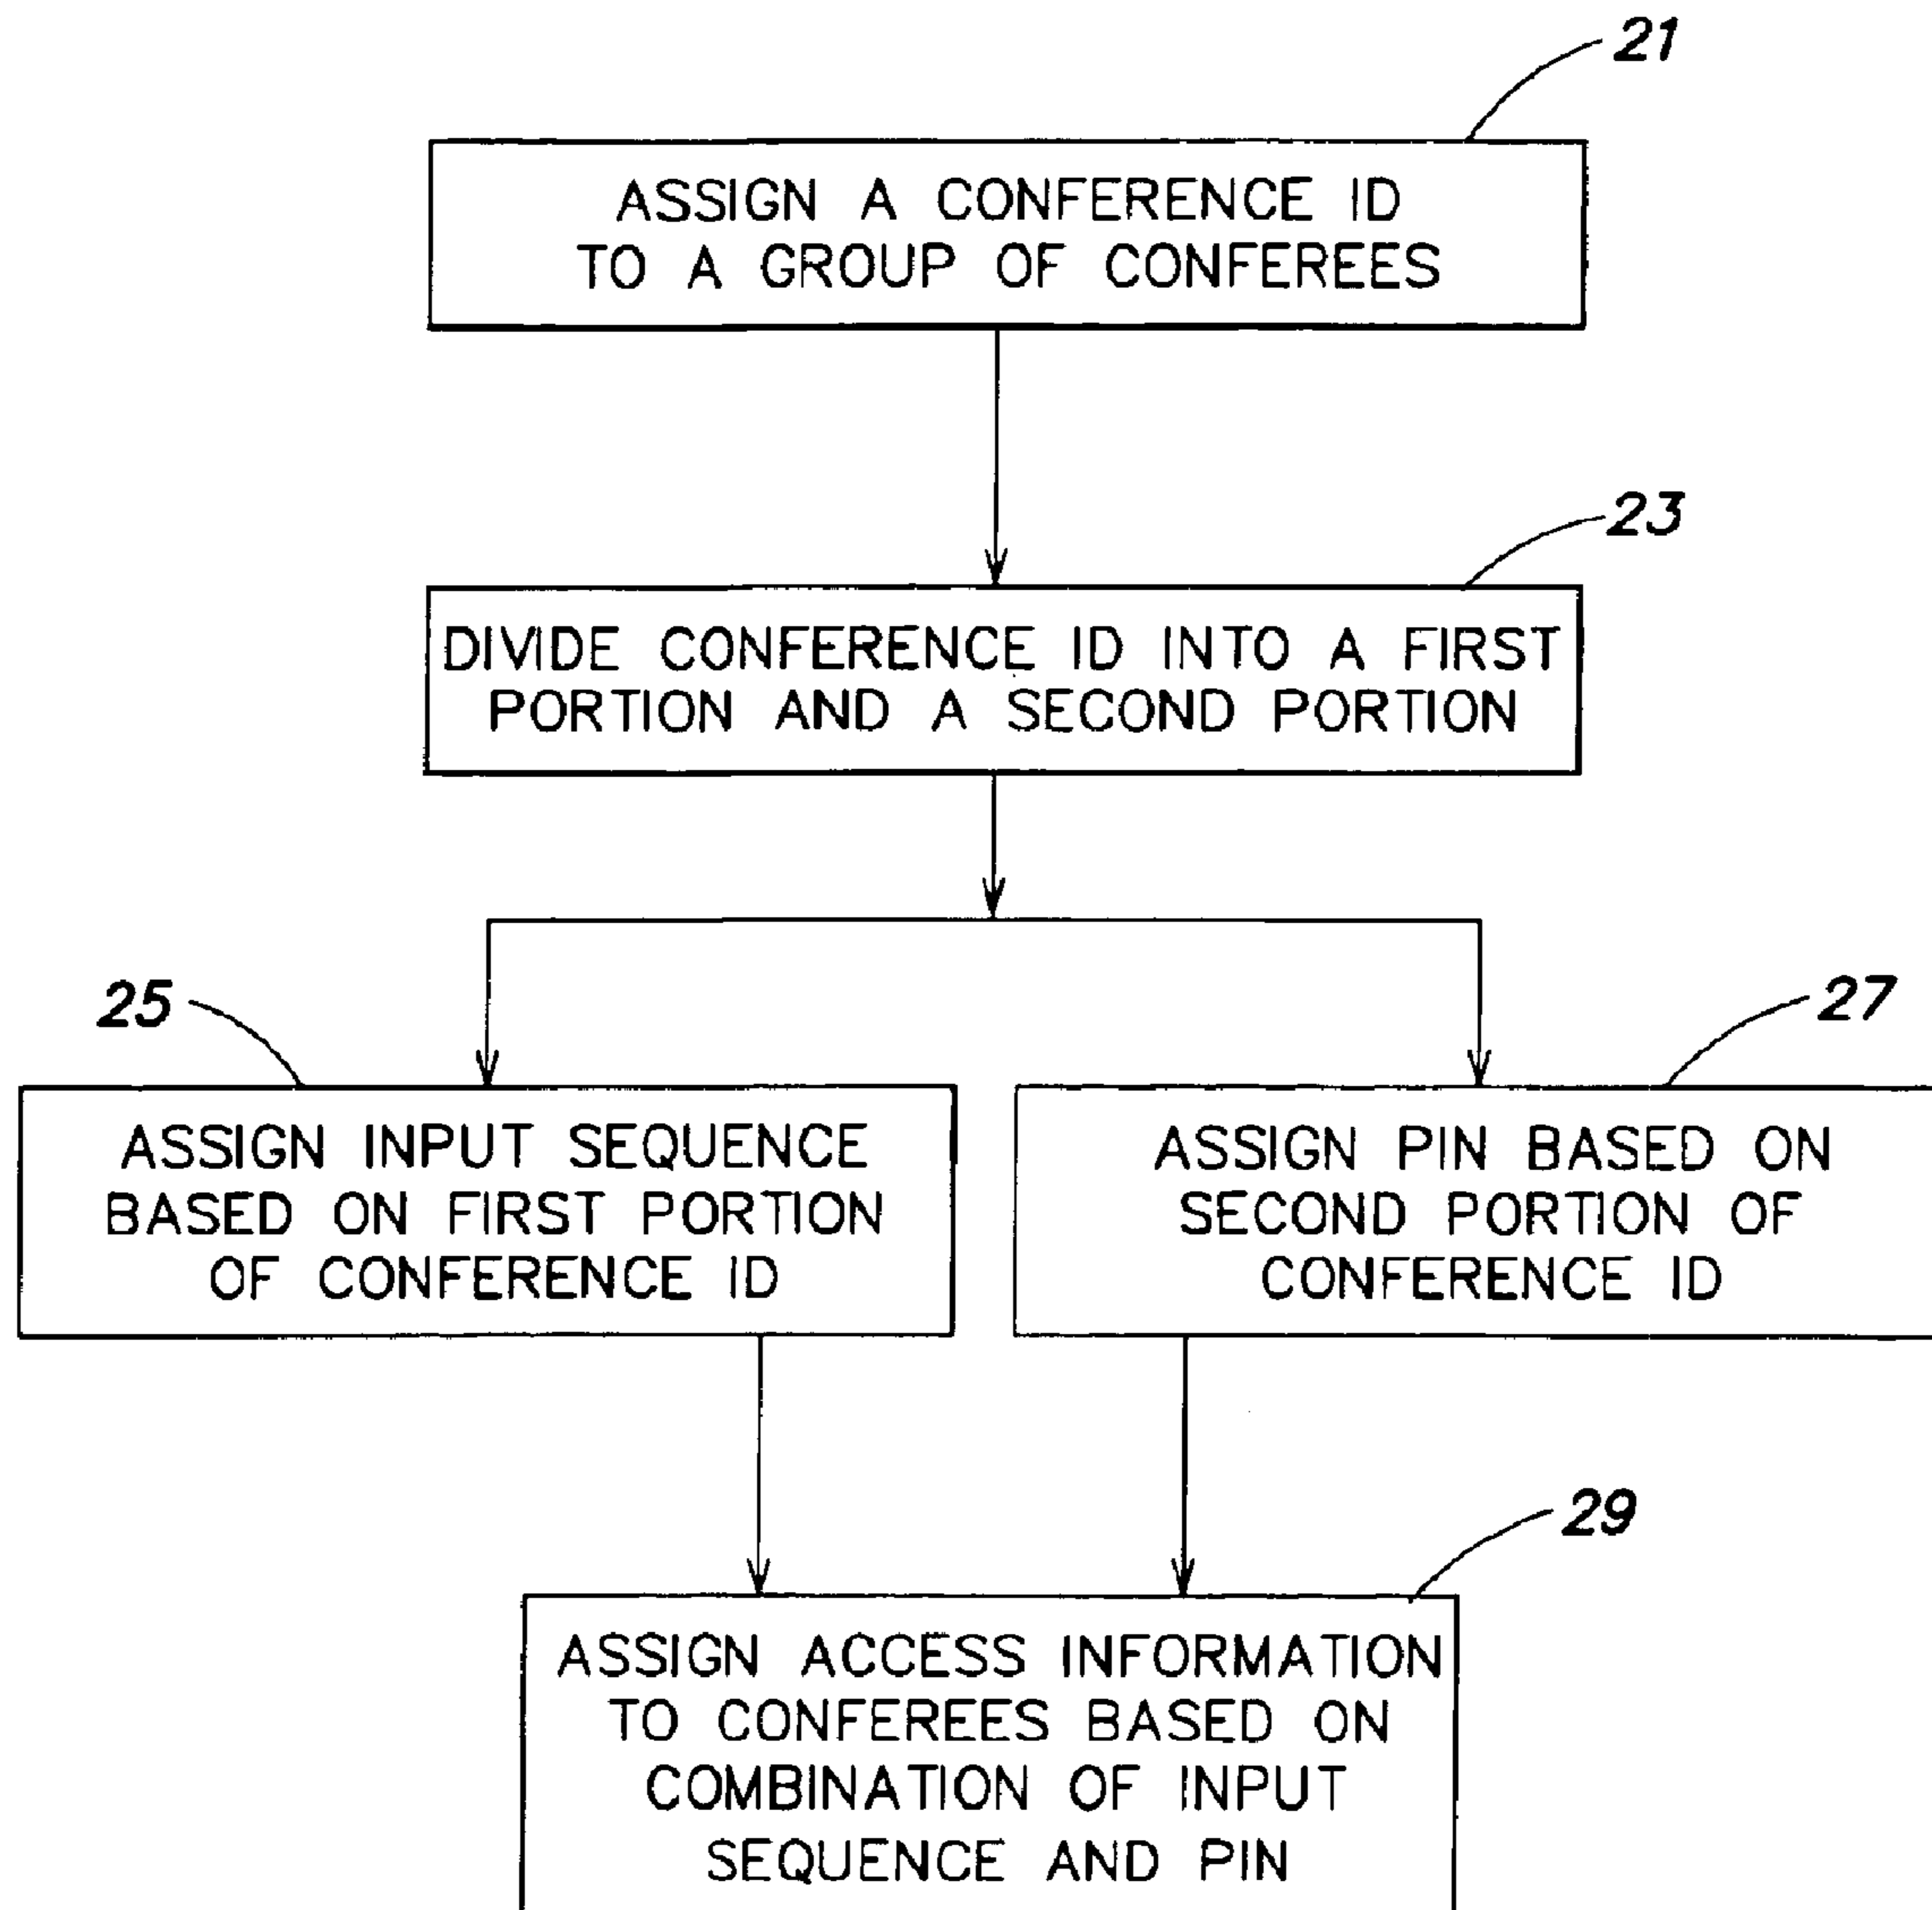 21
ASSIGN A CONFERENCE ID
TO A GROUP OF CONFEREES
23
DIVIDE CONFERENCE ID INTO A FIRST
PORTION AND A SECOND PORTION
25
ASSIGN INPUT SEQUENCE
BASED ON FIRST PORTION
OF CONFERENCE ID
27
ASSIGN PIN BASED ON
SECOND PORTION OF
CONFERENCE ID
29
ASSIGN ACCESS INFORMATION
TO CONFEREES BASED ON
COMBINATION OF INPUT
SEQUENCE AND PIN